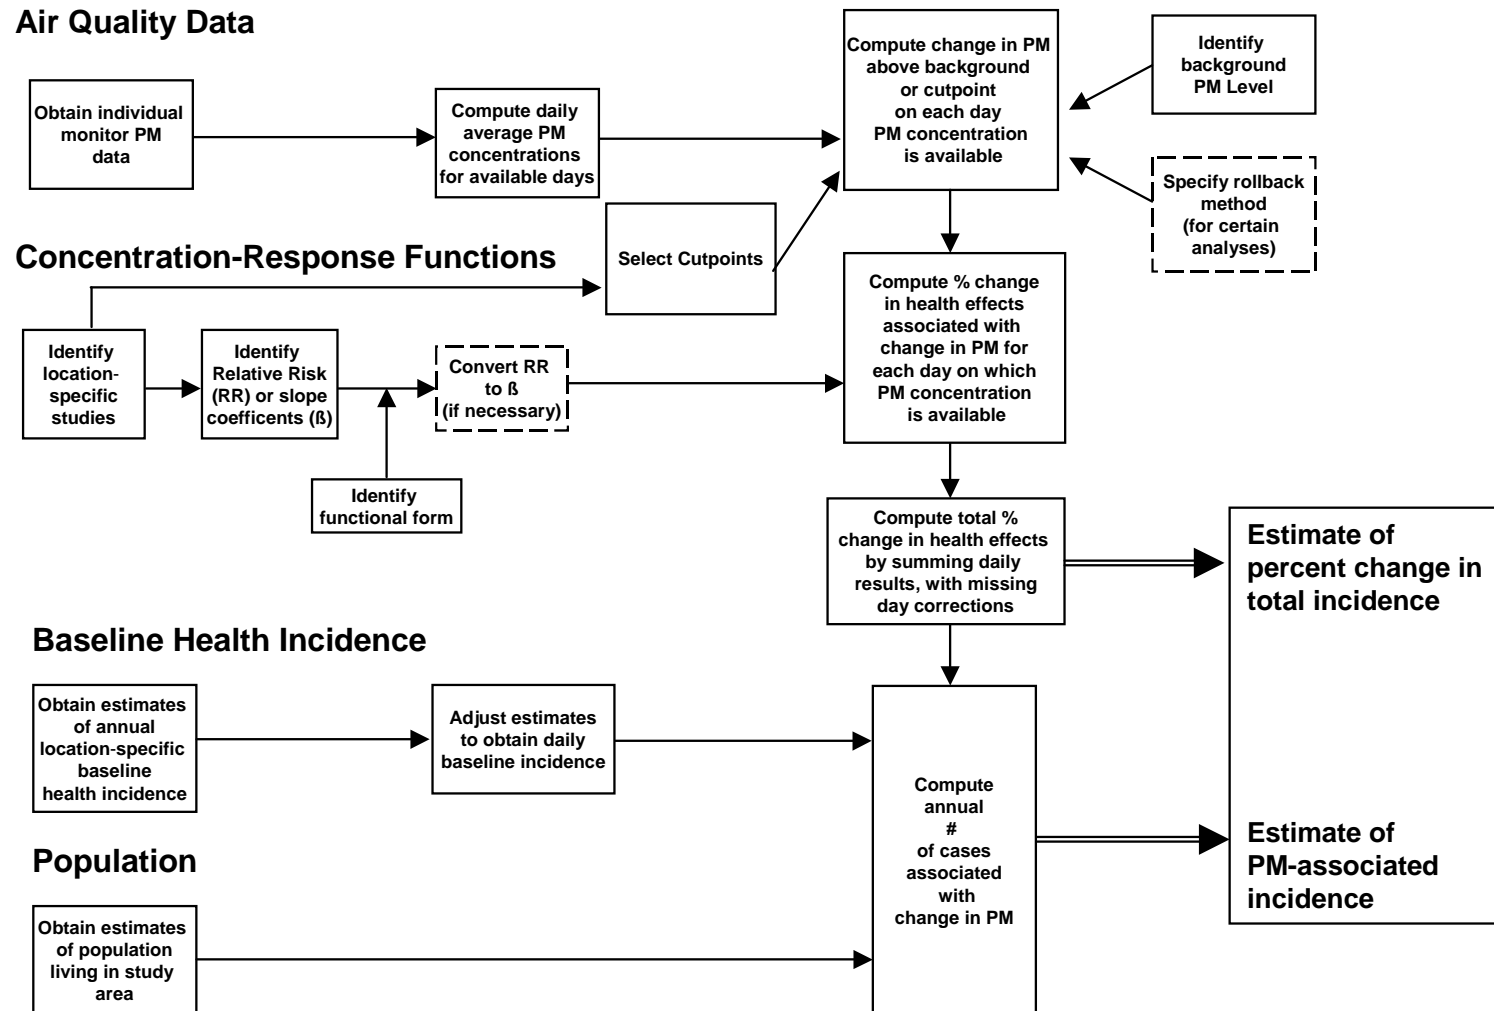 Air Quality Data
Obtain individual
monitor PM
data
Compute daily
average PM
concentrations
for available days
Compute change in PM
above background
or cutpoint
on each day
PM concentration
is available
Identify
background
PM Level
Specify rollback
method
(for certain
analyses)
Concentration-Response Functions
Select Cutpoints
Identify
location-
specific
studies
Identify
Relative Risk
(RR) or slope
coefficents (ß)
Convert RR
to ß
(if necessary)
Identify
functional form
Compute % change
in health effects
associated with
change in PM for
each day on which
PM concentration
is available
Compute total %
change in health effects
by summing daily
results, with missing
day corrections
Estimate of
percent change in
total incidence
Baseline Health Incidence
Obtain estimates
of annual
location-specific
baseline
health incidence
Adjust estimates
to obtain daily
baseline incidence
Compute
annual
#
of cases
associated
with
change in PM
Estimate of
PM-associated
incidence
Population
Obtain estimates
of population
living in study
area